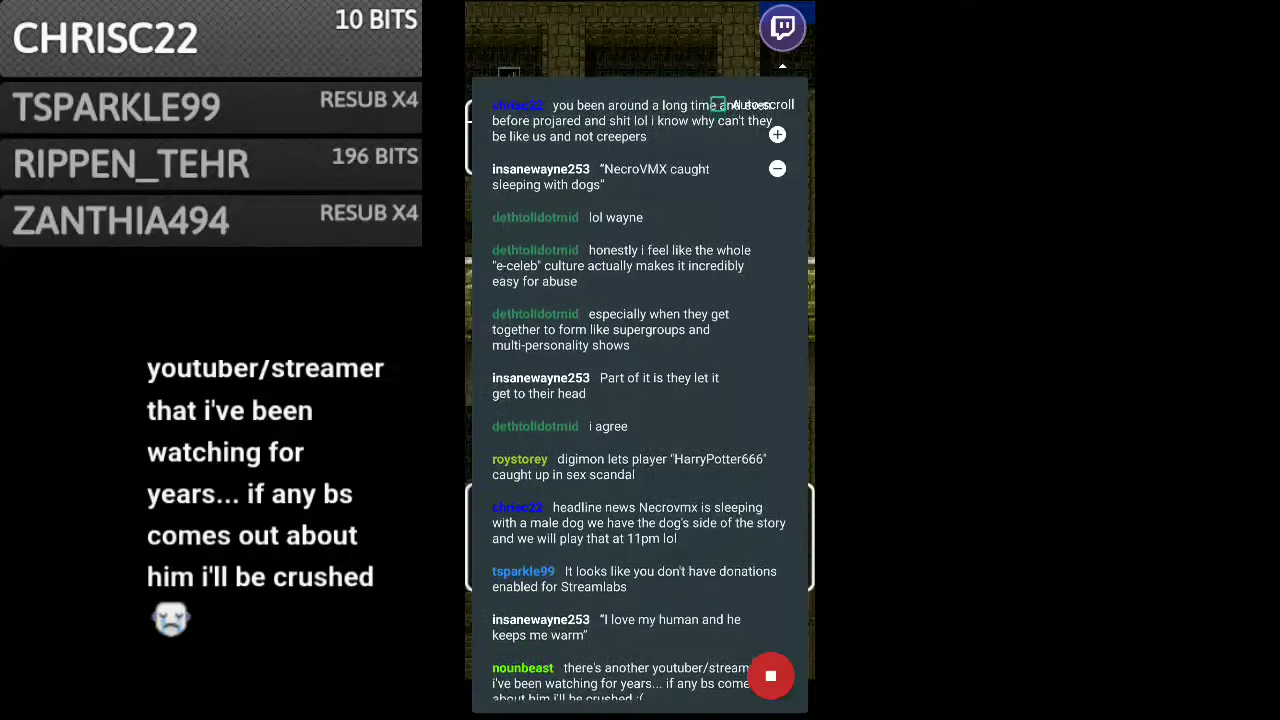 CHRISC22 10 BITS
TSPARKLE99 RESUB X4
RIPPEN_TEHR 196 BITS
ZANTHIA494 RESUB X4
youtuber/streamer
that i've been
watching for
years... if any bs
comes out about
him i'll be crushed
Auto-scroll
chrisc22 you been around a long time and even
before projared and shit lol i know why can't they
be like us and not creepers
insanewayne253 “NecroVMX caught
sleeping with dogs”
dethtolldotmid lol wayne
dethtolldotmid honestly i feel like the whole
"e-celeb" culture actually makes it incredibly
easy for abuse
dethtolldotmid especially when they get
together to form like supergroups and
multi-personality shows
insanewayne253 Part of it is they let it
get to their head
dethtolldotmid i agree
roystorey digimon lets player "HarryPotter666"
caught up in sex scandal
chrisc22 headline news Necrovmx is sleeping
with a male dog we have the dog's side of the story
and we will play that at 11pm lol
tsparkle99 It looks like you don't have donations
enabled for Streamlabs
insanewayne253 “I love my human and he
keeps me warm”
nounbeast there's another youtuber/stream
i've been watching for years... if any bs come
about him i'll be crushed :(